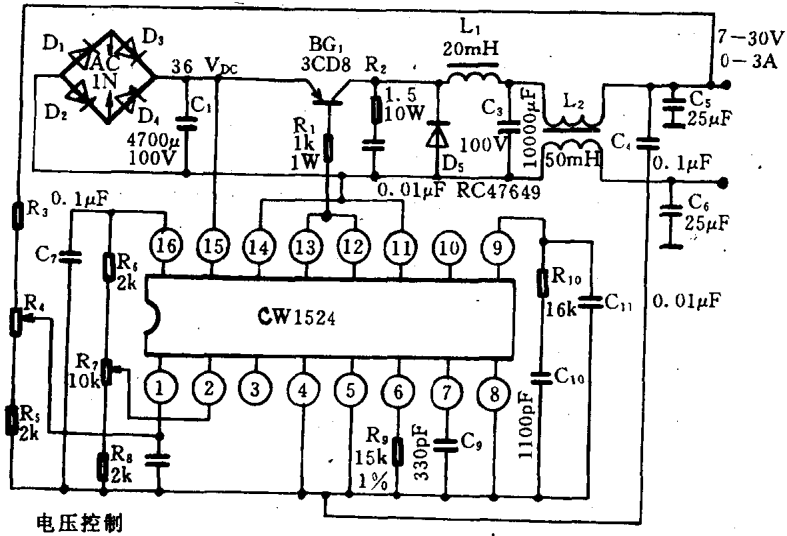 D₁
D₃
AC
1N
D₂
D₄
36
V_DC
C₁
4700μ
100V
BG₁
3CD8
R₂
1.5
10W
R₁
1k
1W
0.01μF
L₁
20mH
D₅
RC47649
C₃
100V
10000μF
L₂
50mH
7-30V
0-3A
C₅
25μF
C₄
0.1μF
C₆
25μF
R₃
0.1μF
C₇
R₆
2k
R₄
R₇
10k
R₅
2k
R₈
2k
16
15
14
13
12
11
10
9
CW1524
1
2
3
4
5
6
7
8
R₉
15k
1%
330pF
C₉
R₁₀
16k
C₁₁
0.01μF
C₁₀
1100pF
电压控制